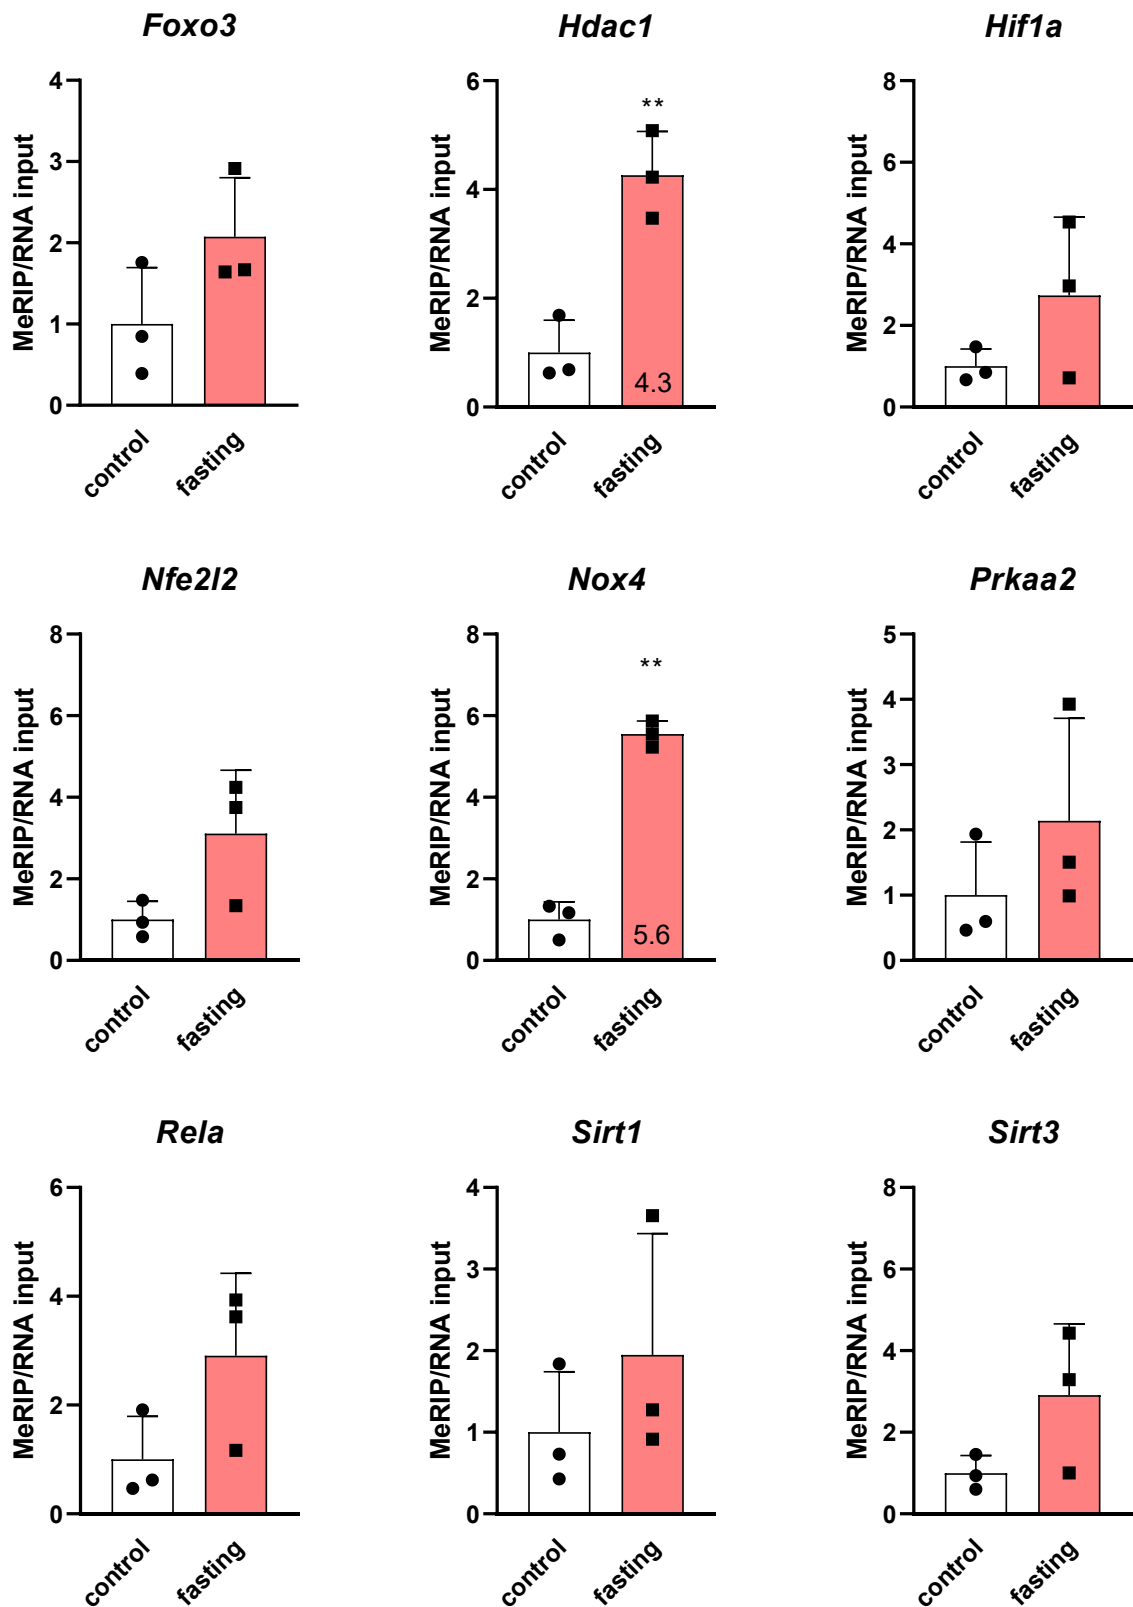 Foxo3
MeRIP/RNA input
4
3
2
1
0
control
fasting
Hdac1
MeRIP/RNA input
6
4
2
0
**
4.3
control
fasting
Hif1a
MeRIP/RNA input
8
6
4
2
0
control
fasting
Nfe2l2
MeRIP/RNA input
8
6
4
2
0
control
fasting
Nox4
MeRIP/RNA input
8
6
4
2
0
**
5.6
control
fasting
Prkaa2
MeRIP/RNA input
5
4
3
2
1
0
control
fasting
Rela
MeRIP/RNA input
6
4
2
0
control
fasting
Sirt1
MeRIP/RNA input
4
3
2
1
0
control
fasting
Sirt3
MeRIP/RNA input
8
6
4
2
0
control
fasting